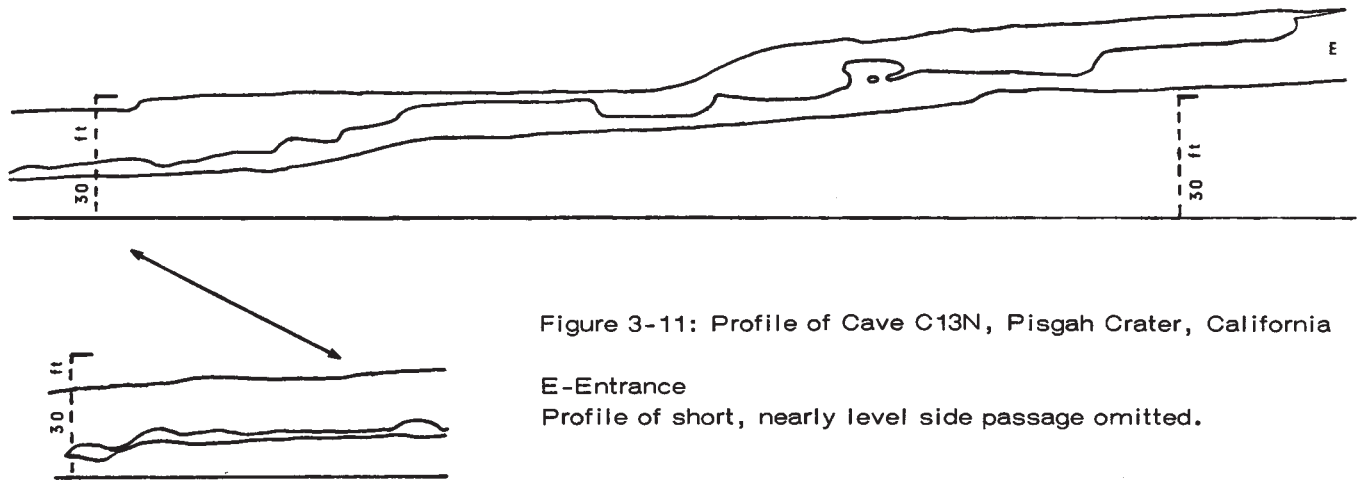 E
30 ft
30 ft
30 ft
Figure 3-11: Profile of Cave C13N, Pisgah Crater, California
E-Entrance
Profile of short, nearly level side passage omitted.